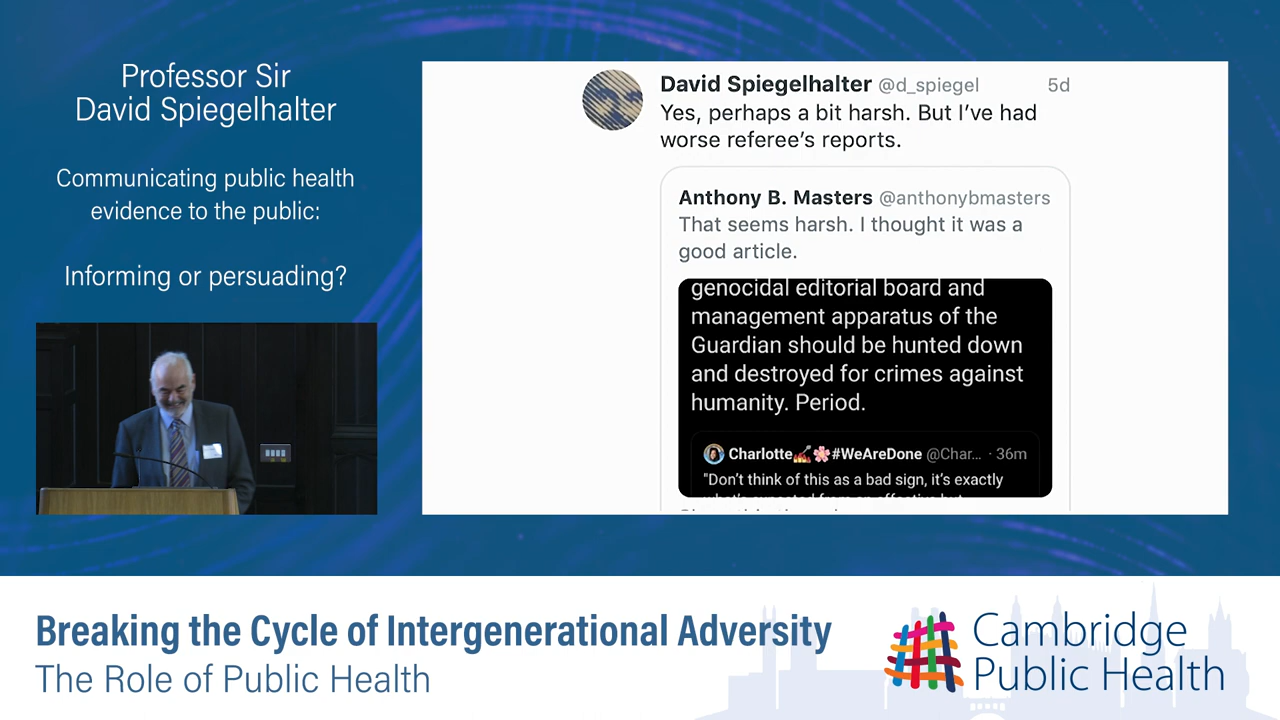 Professor Sir
David Spiegelhalter
Communicating public health
evidence to the public:
Informing or persuading?
David Spiegelhalter @d_spiegel 5d
Yes, perhaps a bit harsh. But I've had
worse referee's reports.
Anthony B. Masters @anthonybmasters
That seems harsh. I thought it was a
good article.
genocidal editorial board and
management apparatus of the
Guardian should be hunted down
and destroyed for crimes against
humanity. Period.
Charlotte #WeAreDone @Char... · 36m
"Don't think of this as a bad sign, it's exactly
Breaking the Cycle of Intergenerational Adversity
The Role of Public Health
Cambridge
Public Health